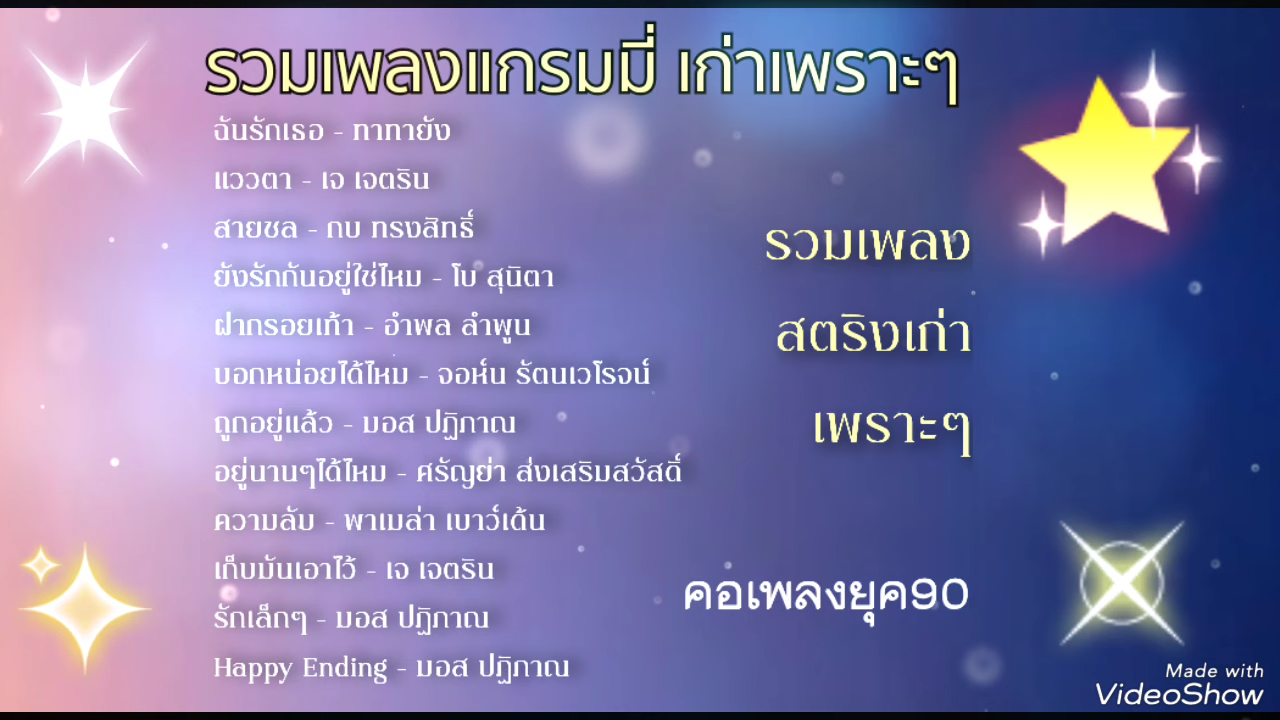 รวมเพลงแกรมมี่ เก่าเพราะๆ
ฉันรักเธอ - ทาทายัง
แววตา - เจ เจตริน
สายชล - กบ ทรงสิทธิ์
ยังรักกันอยู่ใช่ไหม - โบ สุนิตา
ฝากรอยเท้า - อำพล ลำพูน
บอกหน่อยได้ไหม - จอห์น รัตนเวโรจน์
ถูกอยู่แล้ว - มอส ปฏิภาณ
อยู่นานๆได้ไหม - ศรัญย่า ส่งเสริมสวัสดิ์
ความลับ - พาเมล่า เบาว์เด้น
เก็บมันเอาไว้ - เจ เจตริน
รักเล็กๆ - มอส ปฏิภาณ
Happy Ending - มอส ปฏิภาณ
รวมเพลง
สตริงเก่า
เพราะๆ
คอเพลงยุค90
Made with
VideoShow